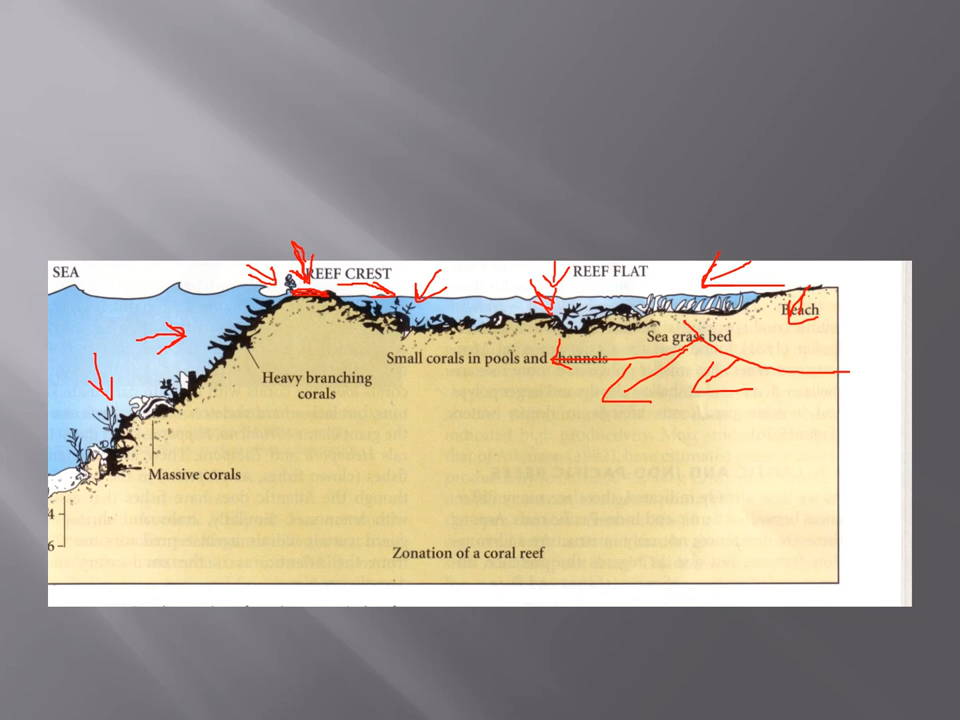 SEA
REEF CREST
REEF FLAT
Beach
Sea grass bed
Small corals in pools and channels
Heavy branching
corals
Massive corals
4
6
Zonation of a coral reef